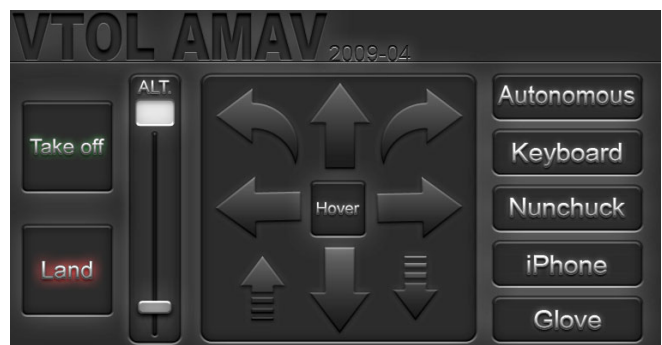 VTOL AMAV 2009-04
Take off
Land
ALT.
Hover
Autonomous
Keyboard
Nunchuck
iPhone
Glove